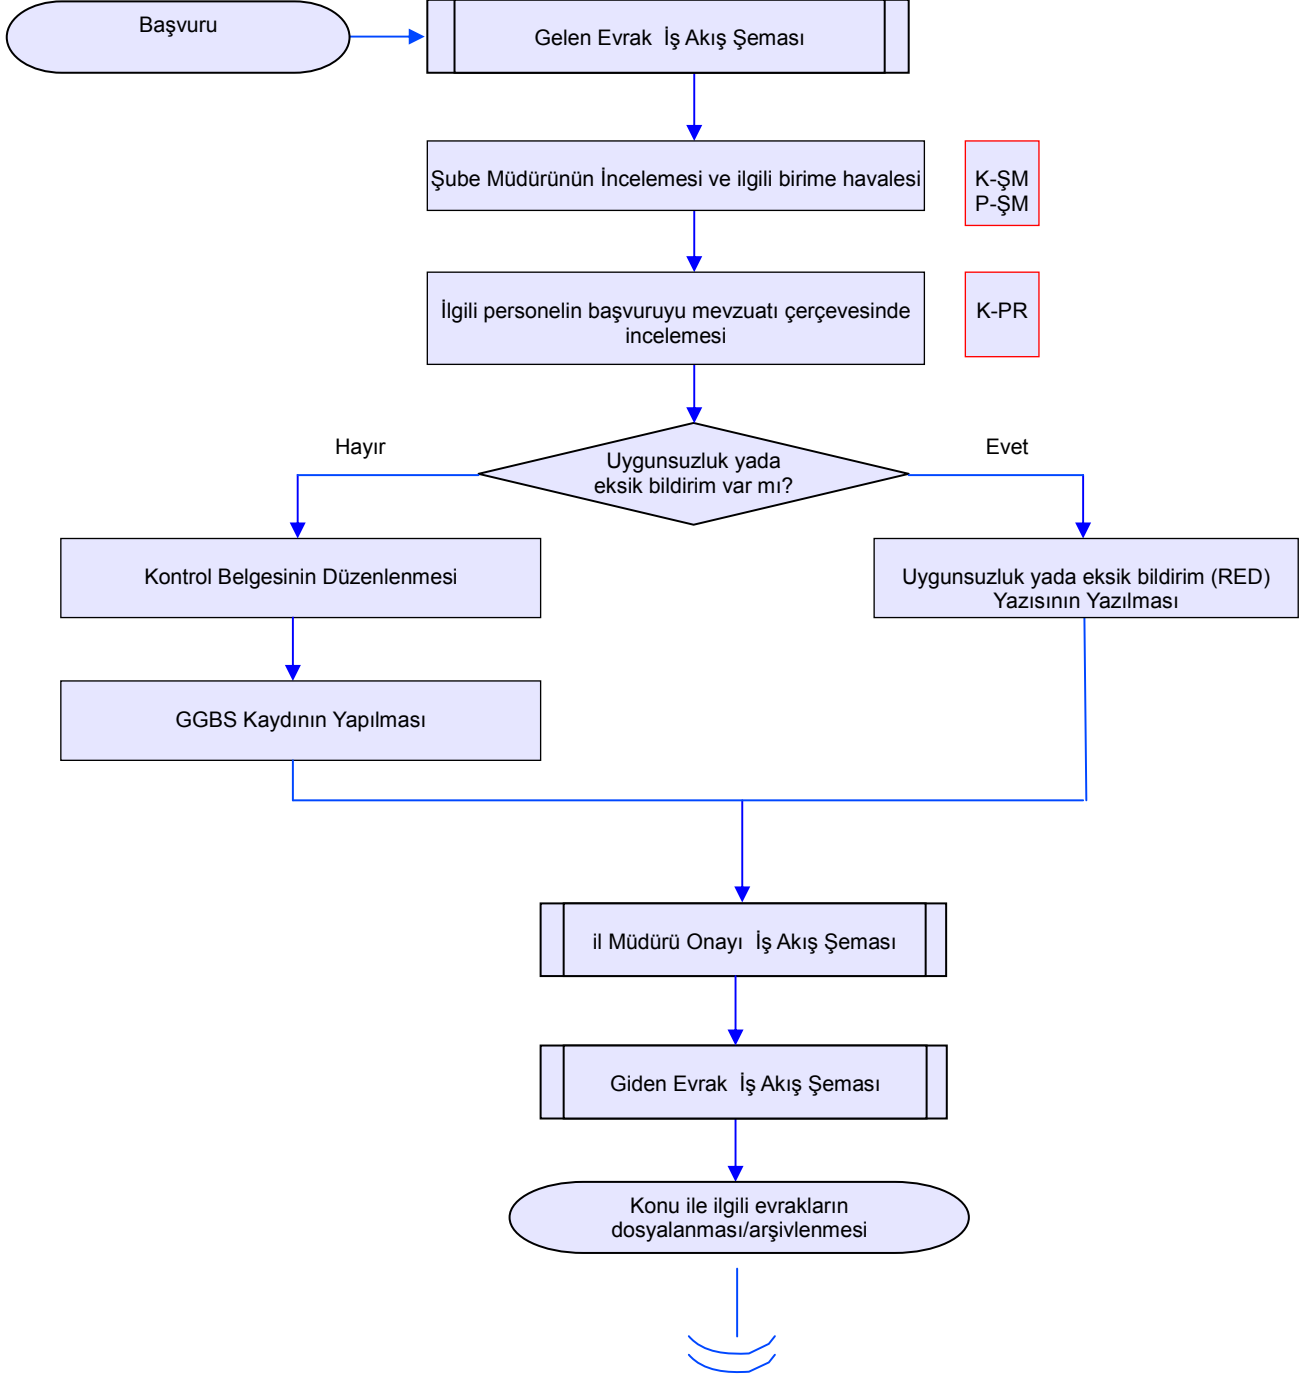 Başvuru
Gelen Evrak İş Akış Şeması
Şube Müdürünün İncelemesi ve ilgili birime havalesi
K-ŞM
P-ŞM
İlgili personelin başvuruyu mevzuatı çerçevesinde
incelemesi
K-PR
Hayır
Uygunsuzluk yada
eksik bildirim var mı?
Evet
Kontrol Belgesinin Düzenlenmesi
Uygunsuzluk yada eksik bildirim (RED)
Yazısının Yazılması
GGBS Kaydının Yapılması
il Müdürü Onayı İş Akış Şeması
Giden Evrak İş Akış Şeması
Konu ile ilgili evrakların
dosyalanması/arşivlenmesi